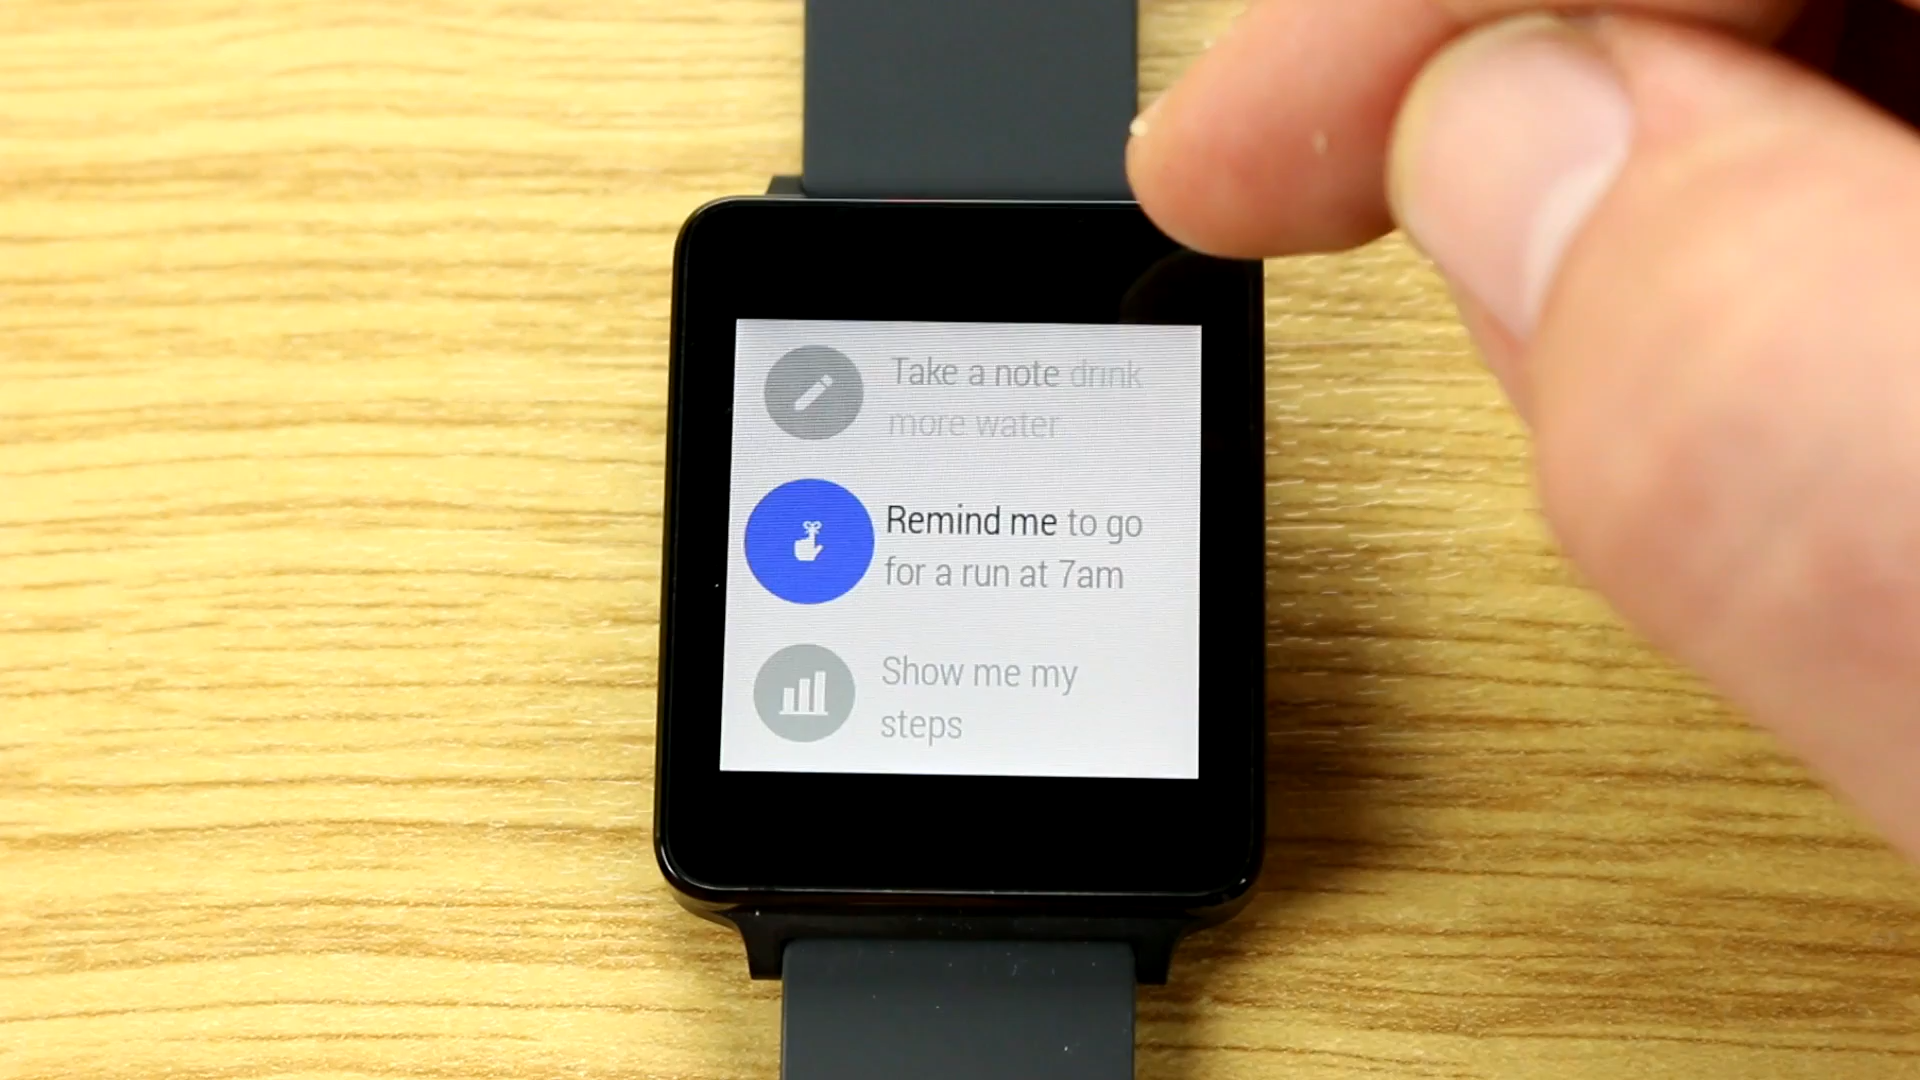 Take a note drink
more water
Remind me to go
for a run at 7am
Show me my
steps